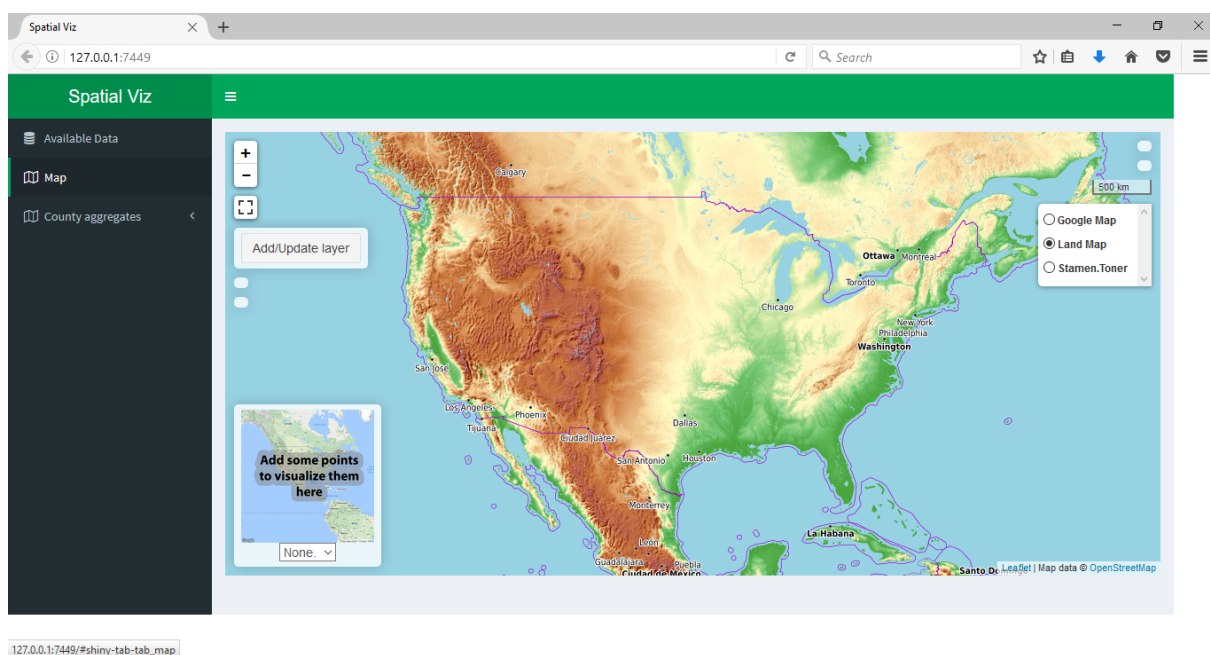 Spatial Viz
127.0.0.1:7449
Search
Spatial Viz
Available Data
Map
County aggregates
+
−
Add/Update layer
500 km
Google Map
Land Map
Stamen.Toner
Calgary
Ottawa
Montréal
Toronto
Chicago
New York
Philadelphia
Washington
San Jose
Los Angeles
Phoenix
Tijuana
Dallas
Ciudad Juárez
San Antonio
Houston
Monterrey
La Habana
León
Guadalajara
Puebla
Ciudad de México
Santo Do
Add some points
to visualize them
here
None.
Leaflet | Map data © OpenStreetMap
127.0.0.1:7449/#shiny-tab-tab_map